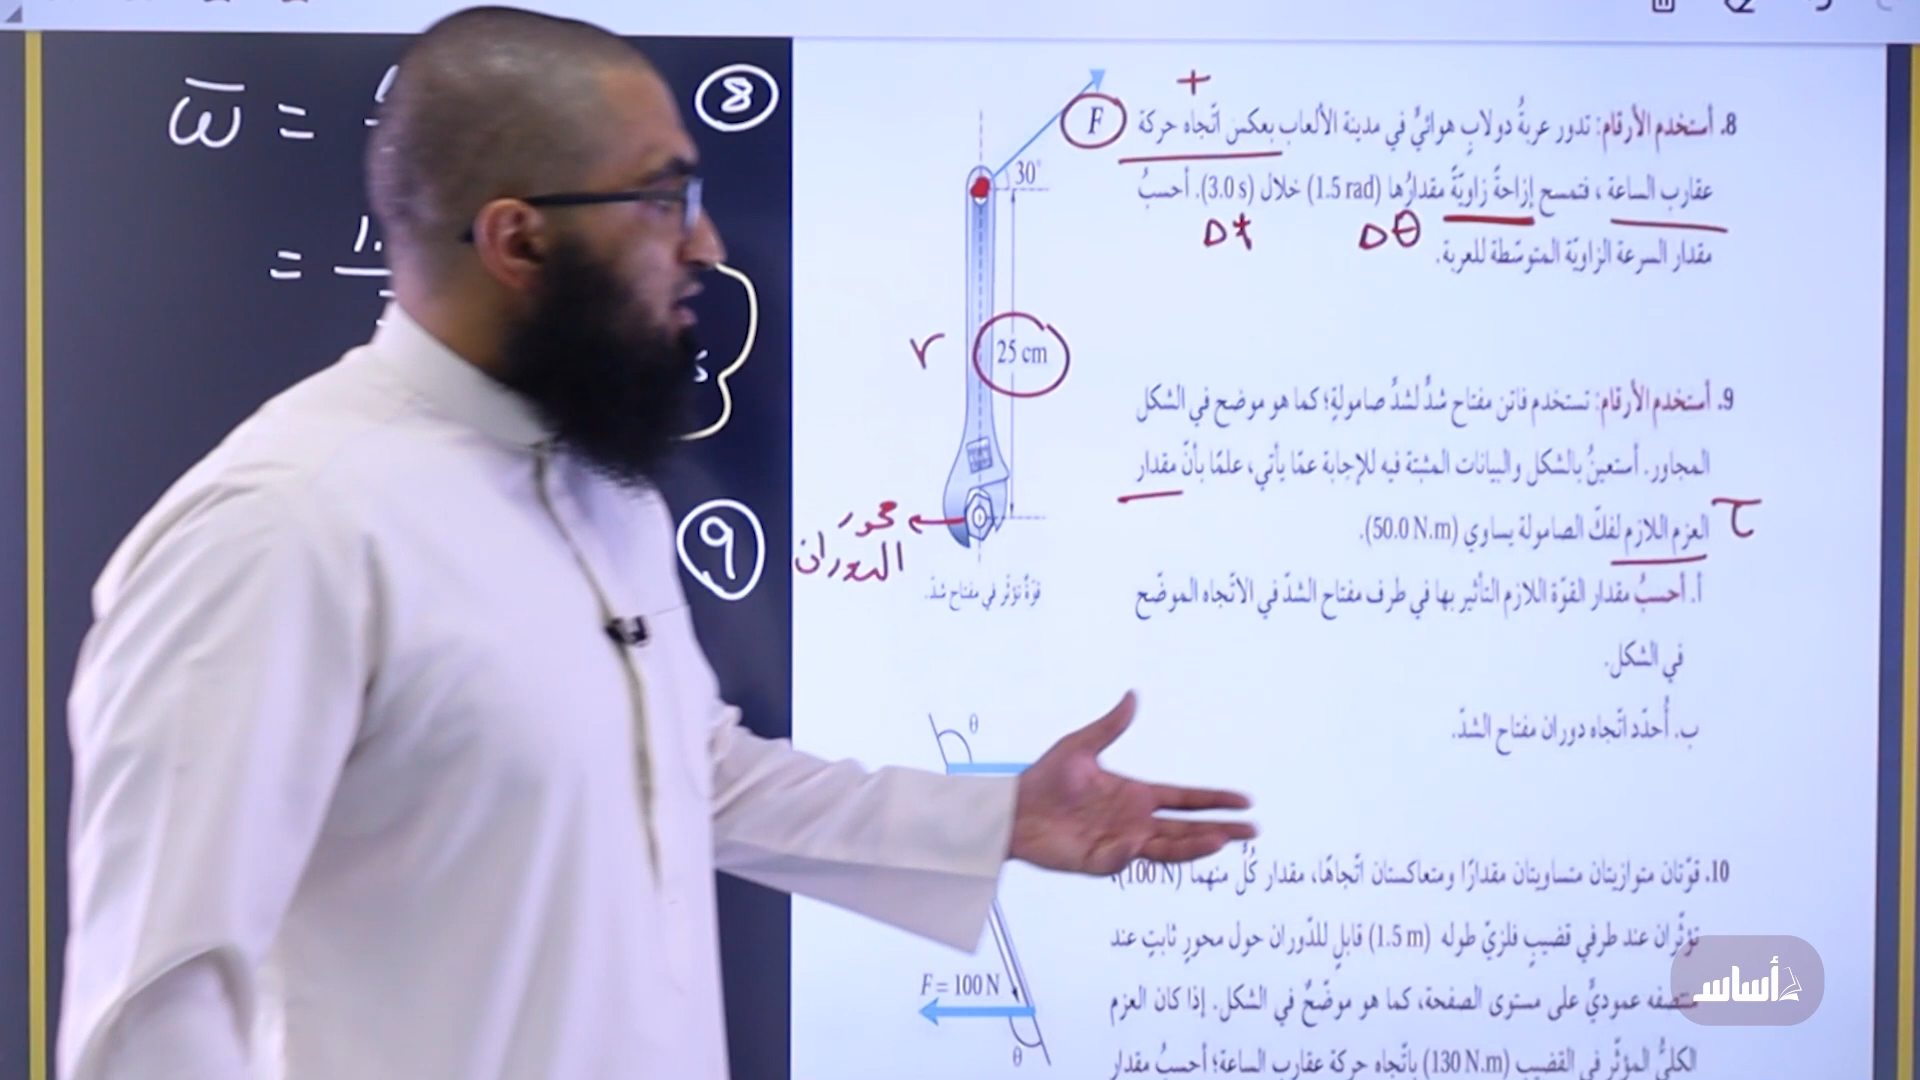 ω̄ =
= 1.
8
9
+
F
30°
r
25 cm
محور الدوران
قوّةٌ تؤثّر في مفتاح شدّ.
8. أستخدم الأرقام: تدور عربةُ دولابٍ هوائيٍّ في مدينة الألعاب بعكس اتّجاه حركة
عقارب الساعة، فتمسح إزاحةً زاويّةً مقدارُها (1.5 rad) خلال (3.0 s). أحسبُ
Δt Δθ
مقدار السرعة الزاويّة المتوسّطة للعربة.
9. أستخدم الأرقام: تستخدم فاتن مفتاح شدٍّ لشدِّ صامولةٍ؛ كما هو موضح في الشكل
المجاور. أستعينُ بالشكل والبيانات المثبتة فيه للإجابة عمّا يأتي، علمًا بأنّ مقدار
العزم اللازم لفكّ الصامولة يساوي (50.0 N.m).
τ
أ. أحسبُ مقدار القوّة اللازم التأثير بها في طرف مفتاح الشدّ في الاتّجاه الموضّح
في الشكل.
ب. أُحدّد اتّجاه دوران مفتاح الشدّ.
θ
F = 100 N
θ
10. قوّتان متوازيتان متساويتان مقدارًا ومتعاكستان اتّجاهًا، مقدار كُلٍّ منهما (100 N)،
تؤثّران عند طرفي قضيبٍ فلزيّ طوله (1.5 m) قابلٍ للدّوران حول محورٍ ثابتٍ عند
منتصفه عموديٍّ على مستوى الصفحة، كما هو موضّحٌ في الشكل. إذا كان العزم
الكليُّ المؤثّر في القضيب (130 N.m) باتّجاه حركة عقارب الساعة؛ أحسبُ مقدار
أساس